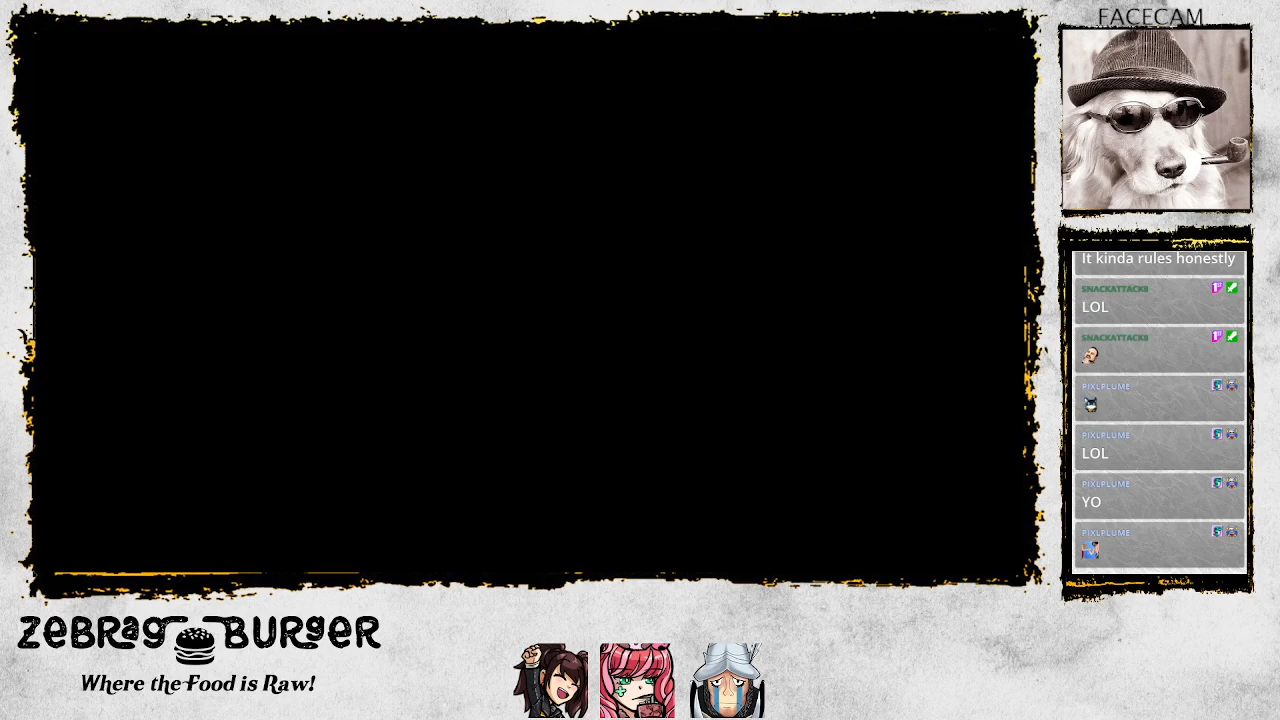 FACECAM
It kinda rules honestly
SNACKATTACK8
LOL
SNACKATTACK8
PIXLPLUME
PIXLPLUME
LOL
PIXLPLUME
YO
PIXLPLUME
ZEBRAG BURGER
Where the Food is Raw!